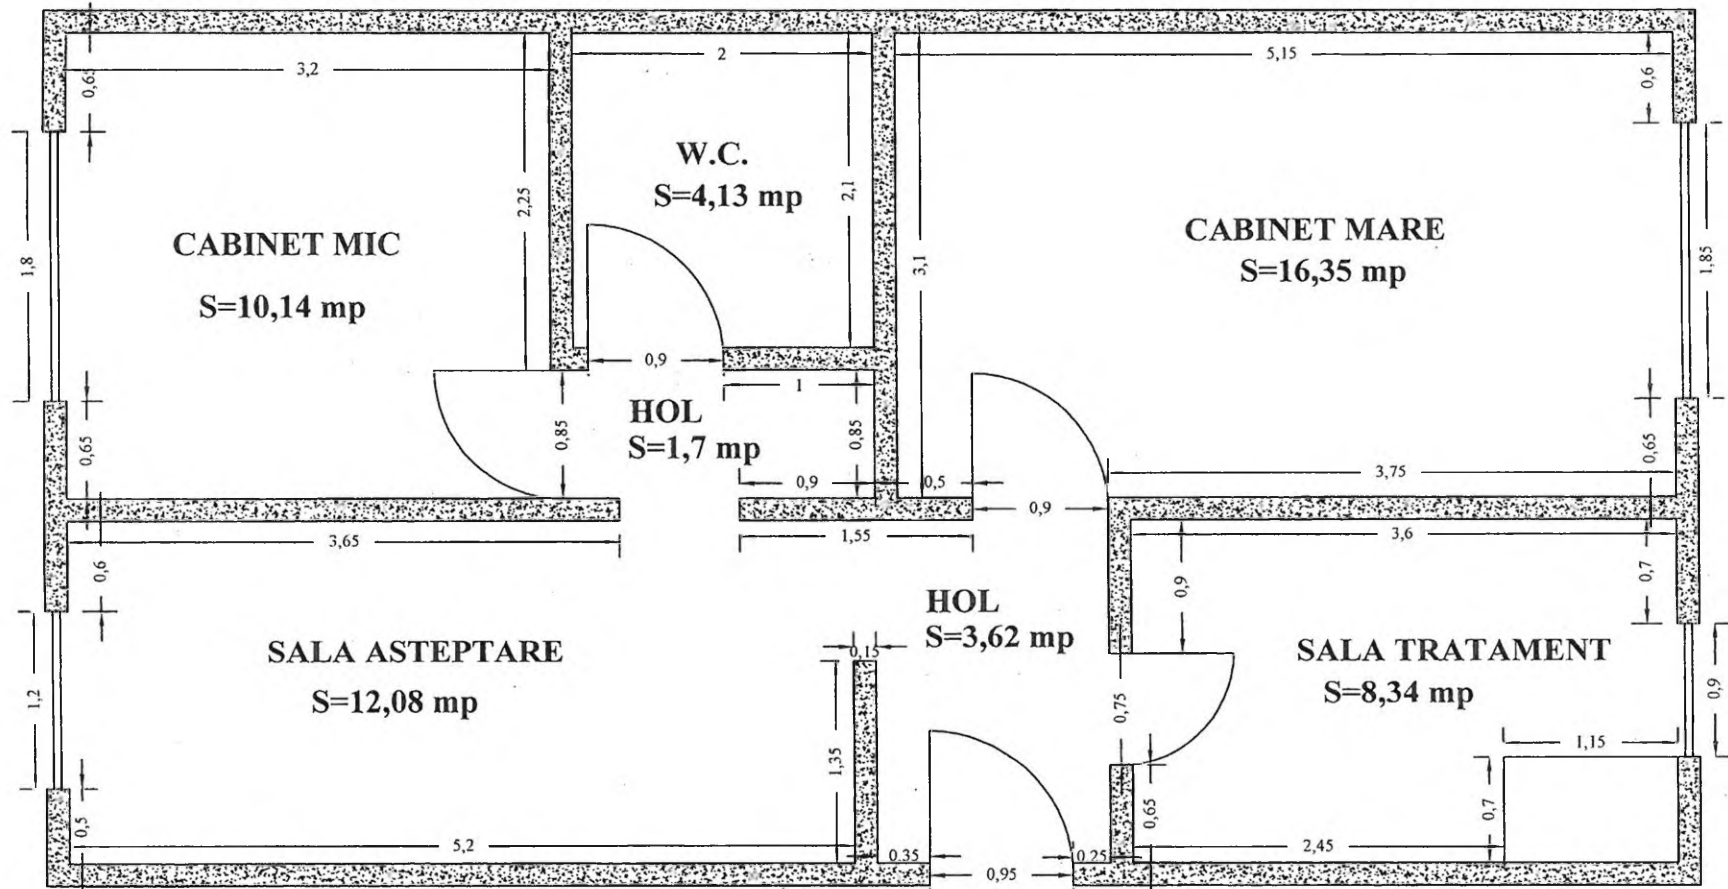 3,2
2
5,15
0,65
0,6
W.C.
S=4,13 mp
2,25
2,1
CABINET MIC
S=10,14 mp
CABINET MARE
S=16,35 mp
1,8
3,1
1,85
0,9
1
HOL
S=1,7 mp
0,85
0,85
0,65
0,65
0,9
0,5
3,75
0,9
3,65
1,55
3,6
0,6
0,9
0,7
HOL
S=3,62 mp
SALA ASTEPTARE
S=12,08 mp
0,15
SALA TRATAMENT
S=8,34 mp
1,2
0,75
0,9
1,35
1,15
0,5
0,65
0,7
5,2
0,35
0,95
0,25
2,45